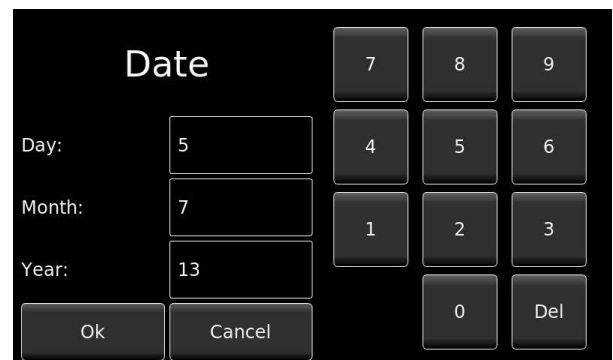 Date
Day: 5
Month: 7
Year: 13
Ok Cancel
7 8 9
4 5 6
1 2 3
0 Del